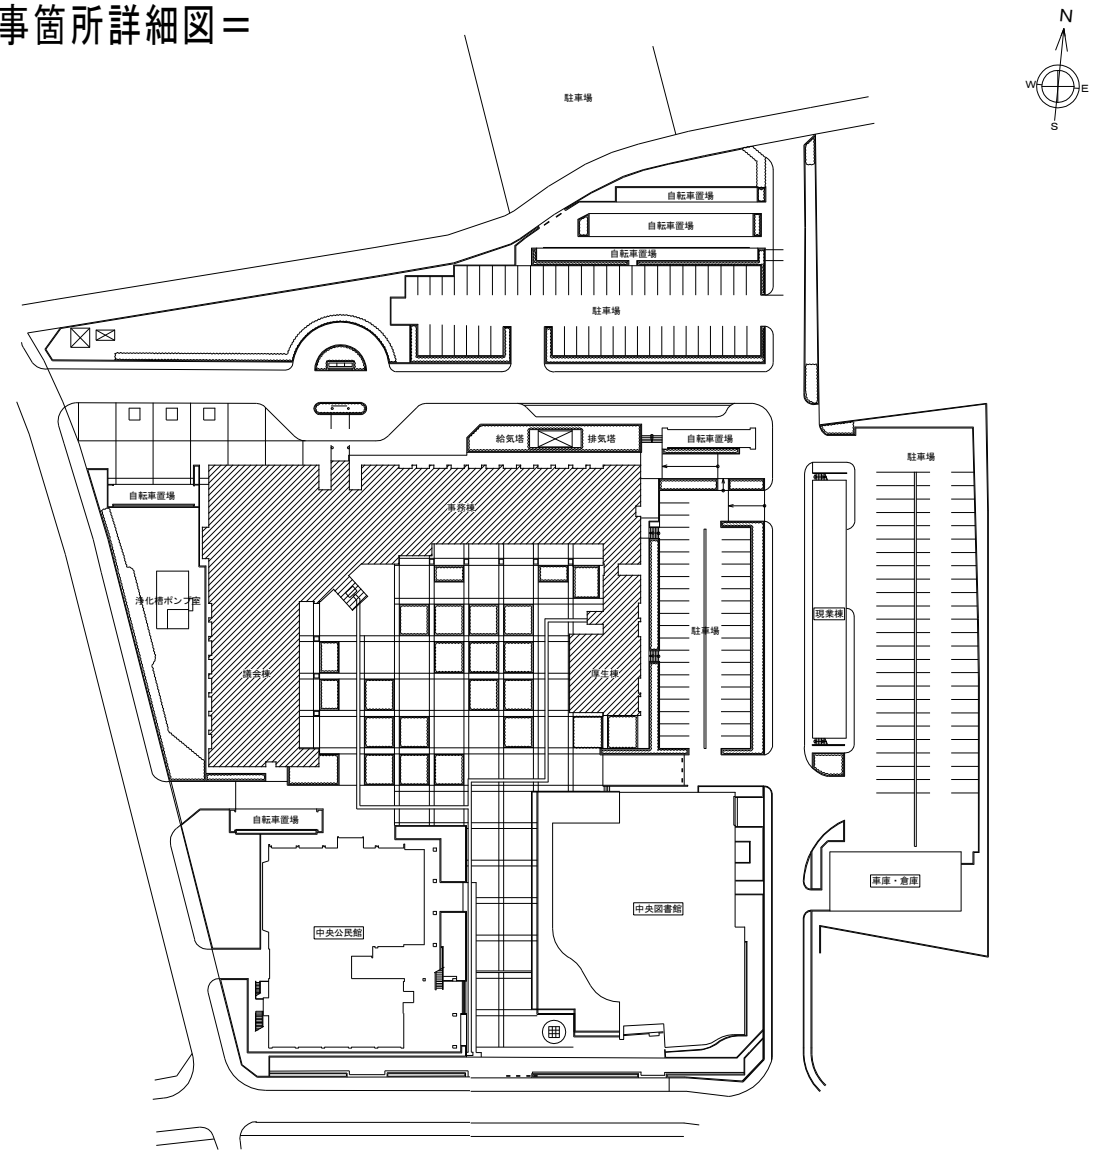 事箇所詳細図＝
N
W
E
S
駐車場
自転車置場
自転車置場
自転車置場
駐車場
給気塔
排気塔
自転車置場
駐車場
自転車置場
事務棟
浄化槽ポンプ室
現業棟
駐車場
議会棟
厚生棟
自転車置場
車庫・倉庫
中央図書館
中央公民館